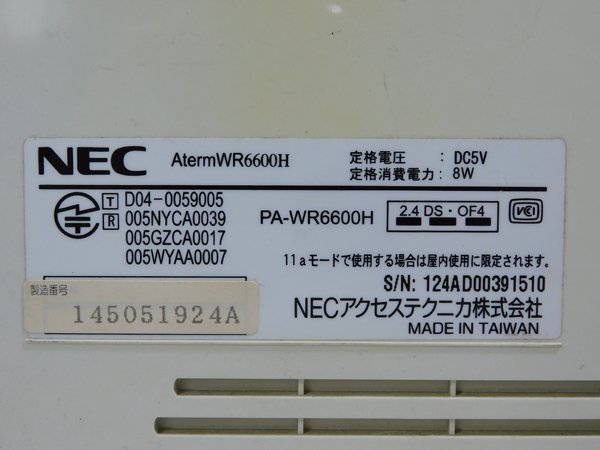 NEC AtermWR6600H 定格電圧 : DC5V
定格消費電力: 8W
T D04-0059005
R 005NYCA0039
005GZCA0017
005WYAA0007
PA-WR6600H 2.4 DS・OF4 VCI
11aモードで使用する場合は屋内使用に限定されます。
S/N: 124AD00391510
NECアクセステクニカ株式会社
MADE IN TAIWAN
製造番号
145051924A